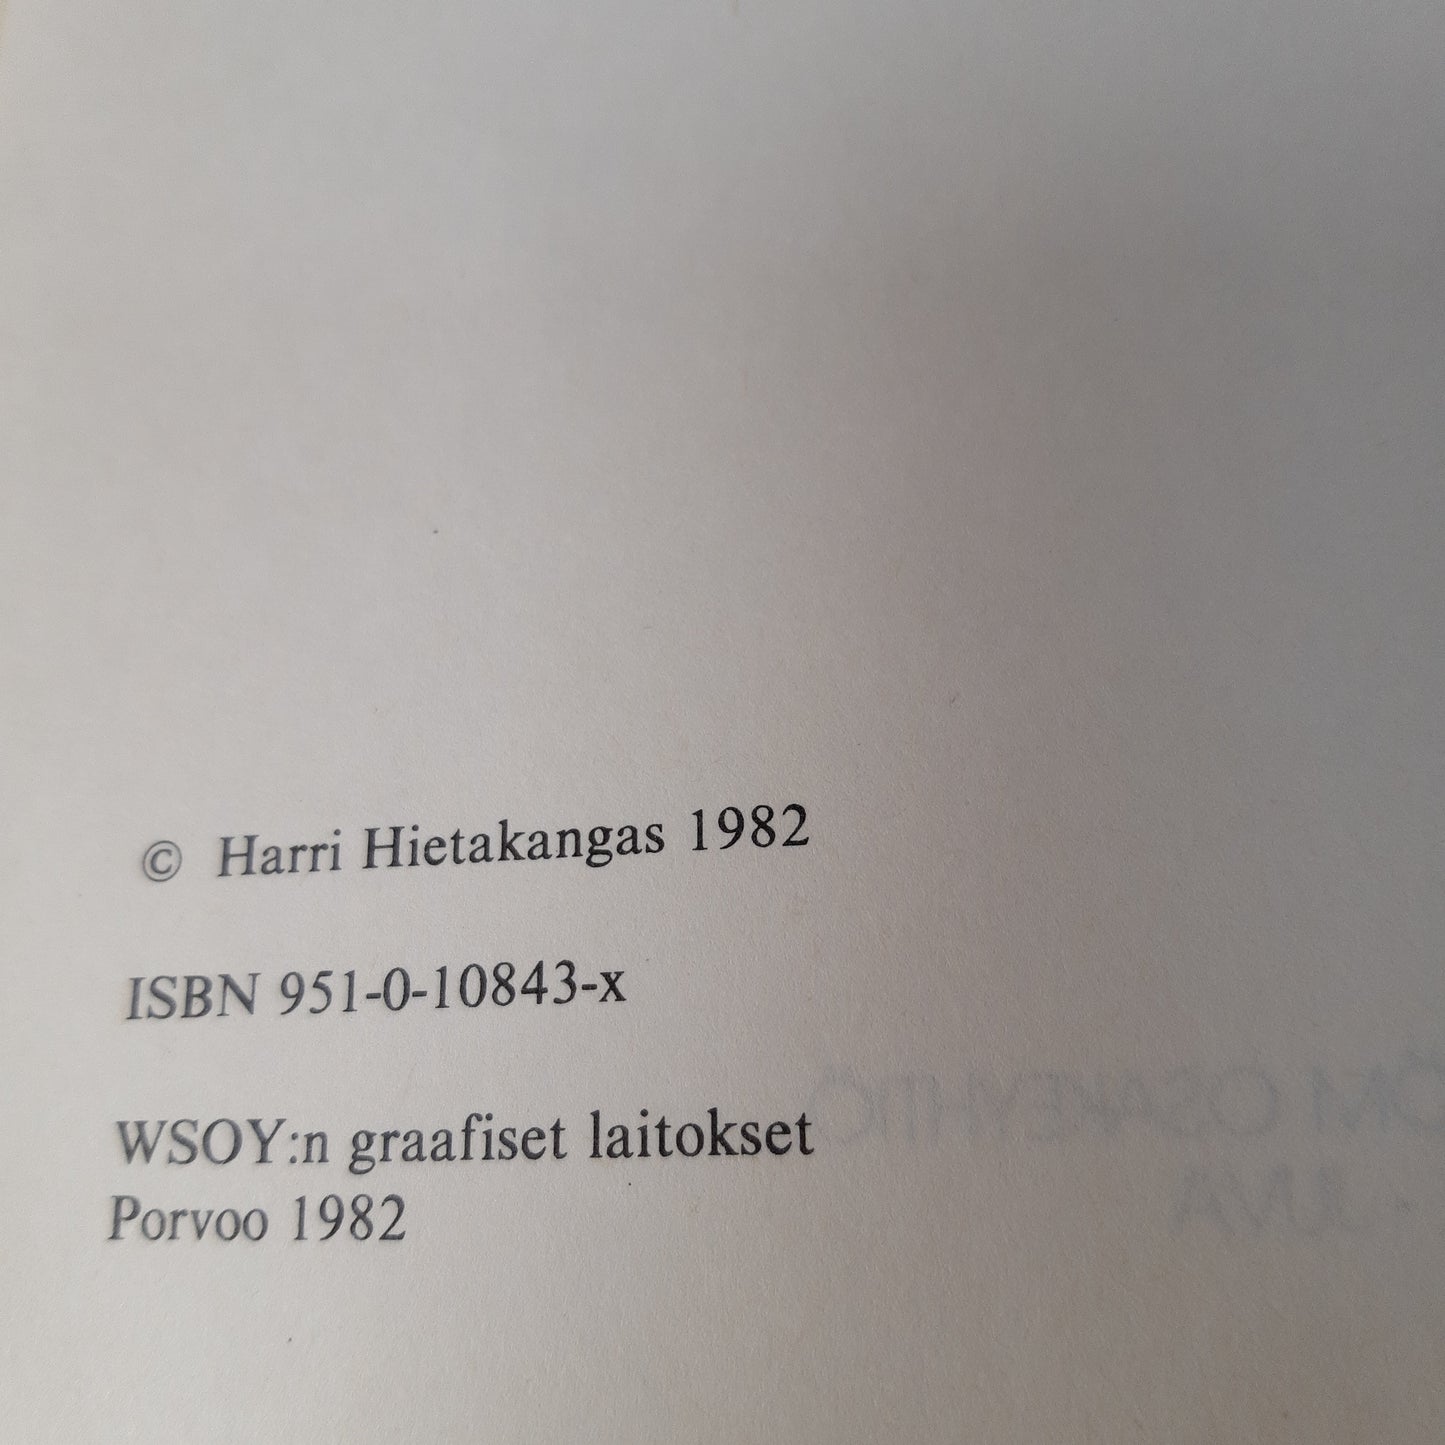 © Harri Hietakangas 1982
ISBN 951-0-10843-x
WSOY:n graafiset laitokset
Porvoo 1982